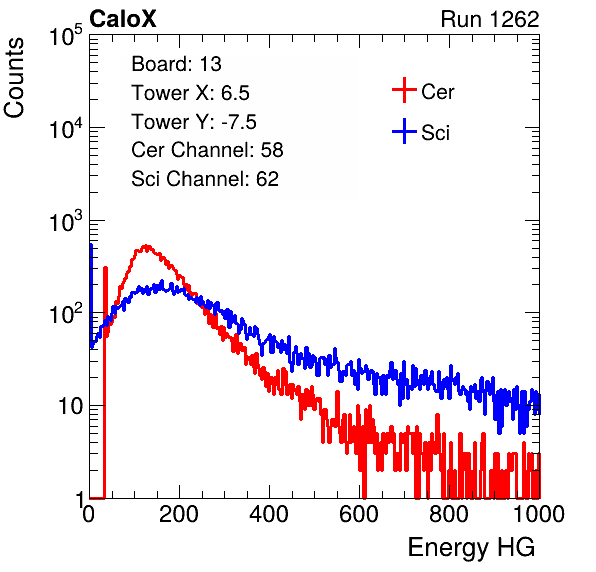 CaloX Run 1262
Counts
Board: 13
Tower X: 6.5
Tower Y: -7.5
Cer Channel: 58
Sci Channel: 62
Cer
Sci
10^5
10^4
10^3
10^2
10
1
0 200 400 600 800 1000
Energy HG